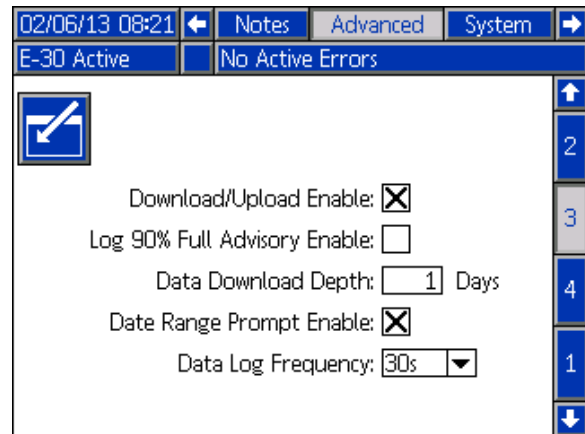 02/06/13 08:21 Notes Advanced System
E-30 Active No Active Errors
2
Download/Upload Enable:
3
Log 90% Full Advisory Enable:
Data Download Depth: 1 Days
4
Date Range Prompt Enable:
Data Log Frequency: 30s
1